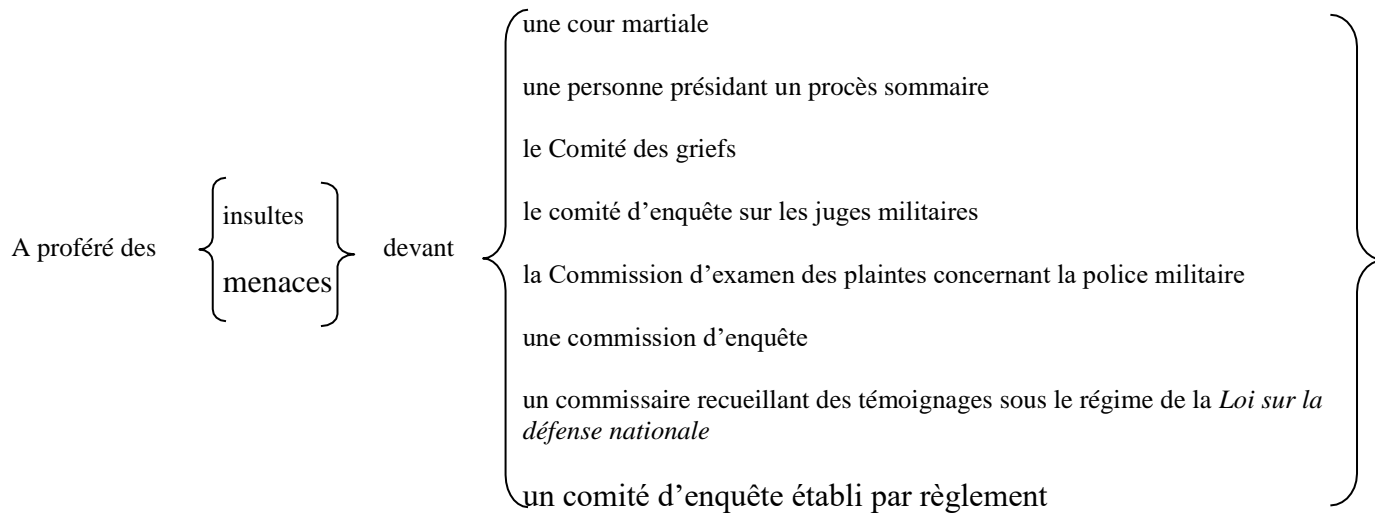 A proféré des
insultes
menaces
devant
une cour martiale
une personne présidant un procès sommaire
le Comité des griefs
le comité d’enquête sur les juges militaires
la Commission d’examen des plaintes concernant la police militaire
une commission d’enquête
un commissaire recueillant des témoignages sous le régime de la Loi sur la
défense nationale
un comité d’enquête établi par règlement